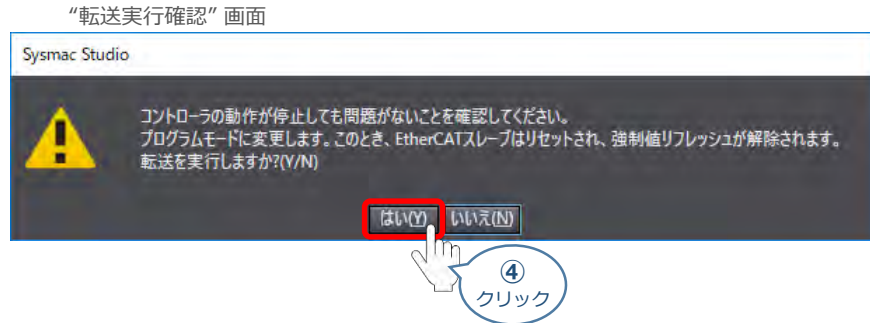 “転送実行確認” 画面
Sysmac Studio
コントローラの動作が停止しても問題がないことを確認してください。
プログラムモードに変更します。このとき、EtherCATスレーブはリセットされ、強制値リフレッシュが解除されます。
転送を実行しますか?(Y/N)
はい(Y) いいえ(N)
④
クリック